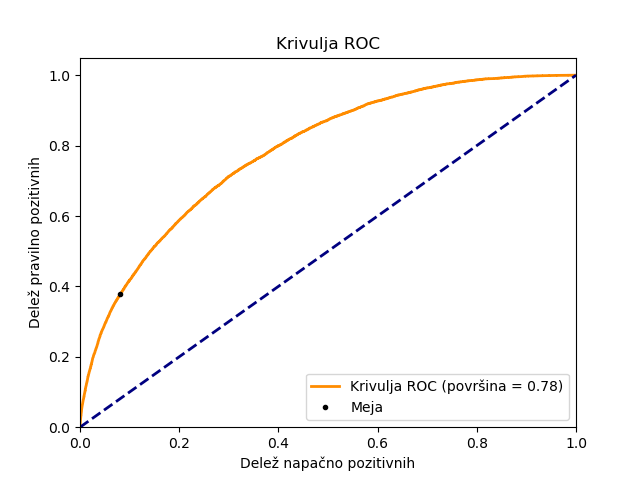 Krivulja ROC
Delež pravilno pozitivnih
1.0
0.8
0.6
0.4
0.2
0.0
0.0 0.2 0.4 0.6 0.8 1.0
Delež napačno pozitivnih
Krivulja ROC (površina = 0.78)
Meja